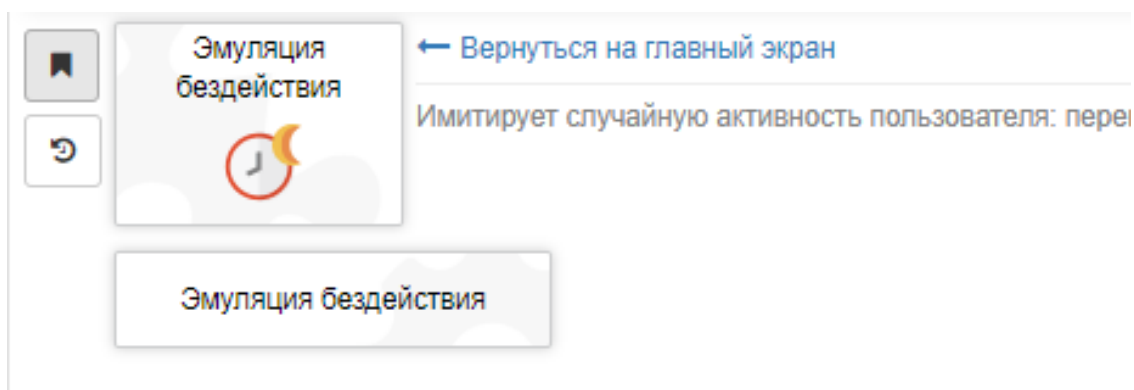 Эмуляция
бездействия
← Вернуться на главный экран
Имитирует случайную активность пользователя:
Эмуляция бездействия